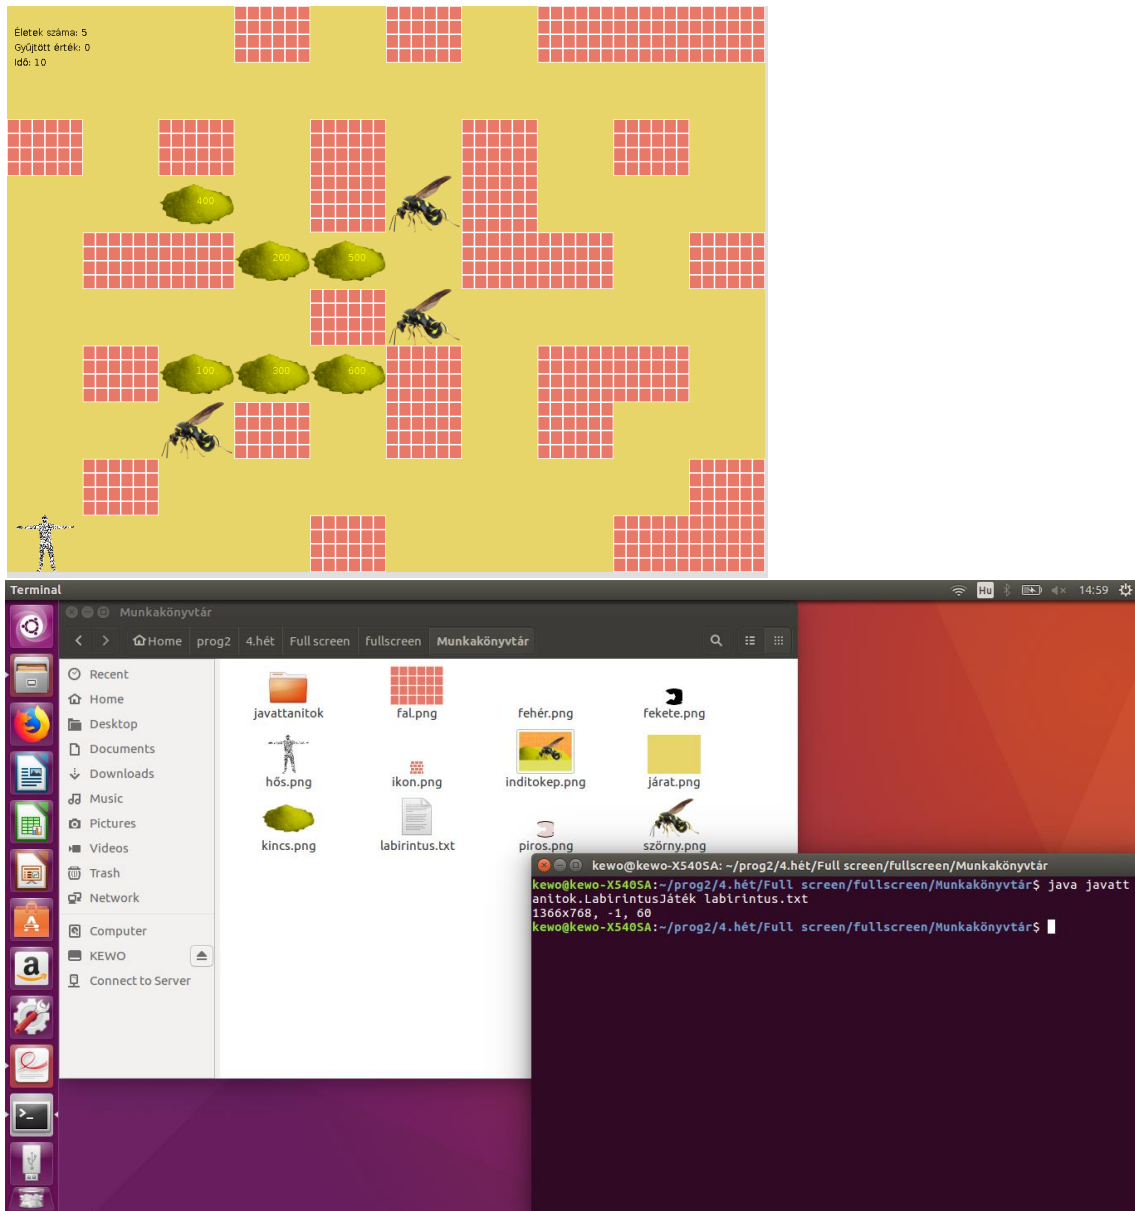 Életek száma: 5
Gyűjtött érték: 0
Idő: 10
400
200
500
100
300
600
Terminal
Hu
14:59
Munkakönyvtár
Home
prog2
4.hét
Full screen
fullscreen
Munkakönyvtár
Recent
Home
Desktop
Documents
Downloads
Music
Pictures
Videos
Trash
Network
Computer
KEWO
Connect to Server
javattanitok
fal.png
fehér.png
fekete.png
hős.png
ikon.png
inditokep.png
járat.png
kincs.png
labirintus.txt
piros.png
szörny.png
kewo@kewo-X540SA: ~/prog2/4.hét/Full screen/fullscreen/Munkakönyvtár
kewo@kewo-X540SA:~/prog2/4.hét/Full screen/fullscreen/Munkakönyvtár$ java javatt
anitok.LabirintusJáték labirintus.txt
1366x768, -1, 60
kewo@kewo-X540SA:~/prog2/4.hét/Full screen/fullscreen/Munkakönyvtár$